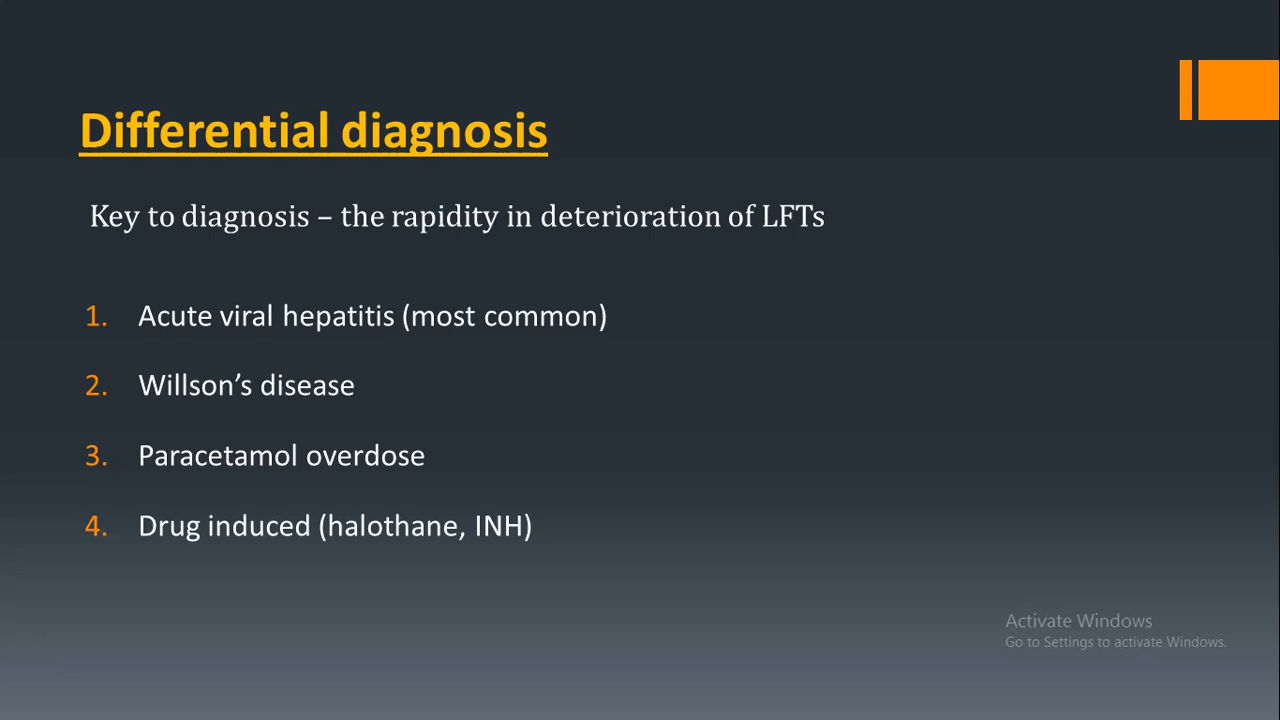 Differential diagnosis
Key to diagnosis – the rapidity in deterioration of LFTs
1. Acute viral hepatitis (most common)
2. Willson’s disease
3. Paracetamol overdose
4. Drug induced (halothane, INH)
Activate Windows
Go to Settings to activate Windows.